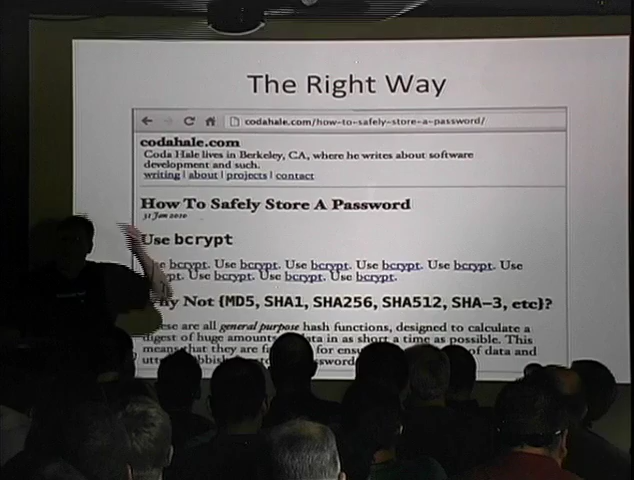 The Right Way
codahale.com/how-to-safely-store-a-password/
codahale.com
Coda Hale lives in Berkeley, CA, where he writes about software
development and such.
writing | about | projects | contact
How To Safely Store A Password
31 Jan 2010
Use bcrypt
bcrypt. Use bcrypt. Use bcrypt. Use bcrypt. Use bcrypt. Use
bcrypt. Use bcrypt. Use bcrypt. Use bcrypt.
Why Not {MD5, SHA1, SHA256, SHA512, SHA-3, etc}?
These are all general purpose hash functions, designed to calculate a
digest of huge amounts of data in as short a time as possible. This
means that they are for of data and